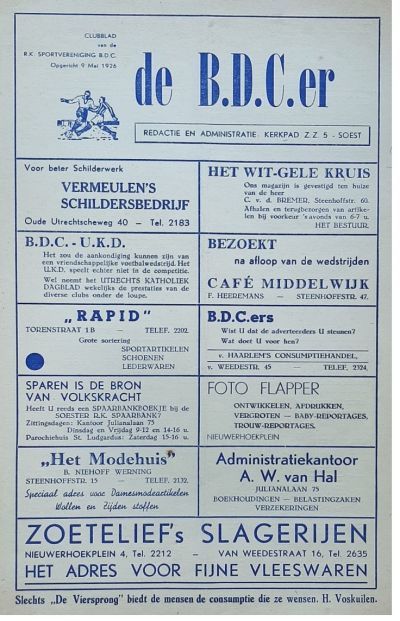 CLUBBLAD
van de
R.K. SPORTVEREENIGING B.D.C.
Opgericht 9 Mei 1926
de B.D.C.er
REDACTIE EN ADMINISTRATIE: KERKPAD Z.Z. 5 - SOEST
Voor beter Schilderwerk
VERMEULEN'S
SCHILDERSBEDRIJF
Oude Utrechtscheweg 40 – Tel. 2183
HET WIT-GELE KRUIS
Ons magazijn is gevestigd ten huize
van de heer
C. v. d. BREMER, Steenhoffstr. 60.
Afhalen en terugbezorgen van artike-
len bij voorkeur 's avonds van 6-7 u.
HET BESTUUR.
B.D.C. - U.K.D.
Het zou de aankondiging kunnen zijn van
een vriendschappelijke voetbalwedstrijd. Het
U.K.D. speelt echter niet in de competitie.
Wel neemt het UTRECHTS KATHOLIEK
DAGBLAD wekelijks de prestaties van de
diverse clubs onder de loupe.
BEZOEKT
na afloop van de wedstrijden
CAFÉ MIDDELWIJK
F. HEEREMANS – STEENHOFFSTR. 47.
„RAPID"
TORENSTRAAT 1 B – TELEF. 2202.
Grote sortering
SPORTARTIKELEN
SCHOENEN
LEDERWAREN
B.D.C.ers
Wist U dat de adverteerders U steunen?
Wat doet U voor hen?
v. HAARLEM'S CONSUMPTIEHANDEL,
v. WEEDESTR. 45 – TELEF. 2324.
SPAREN IS DE BRON
VAN VOLKSKRACHT
Heeft U reeds een SPAARBANKBOEKJE bij de
SOESTER R.K. SPAARBANK?
Zittingsdagen: Kantoor Julianalaan 75
Dinsdag en Vrijdag 9-12 en 14-16 u.
Parochiehuis St. Ludgardus: Zaterdag 15-16 u.
FOTO FLAPPER
ONTWIKKELEN, AFDRUKKEN,
VERGROTEN — BABY-REPORTAGES,
TROUW-REPORTAGES.
NIEUWERHOEKPLEIN
„Het Modehuis"
B. NIEHOFF WERNING
STEENHOFFSTR. 15 – TELEF. 2132.
Speciaal adres voor Damesmodeartikelen
Wollen en Zijden stoffen
Administratiekantoor
A. W. van Hal
JULIANALAAN 75
BOEKHOUDINGEN – BELASTINGZAKEN
VERZEKERINGEN
ZOETELIEF's SLAGERIJEN
NIEUWERHOEKPLEIN 4, Tel. 2212 – VAN WEEDESTRAAT 16, Tel. 2635
HET ADRES VOOR FIJNE VLEESWAREN
Slechts „De Viersprong" biedt de mensen de consumptie die ze wensen. H. Voskuilen.